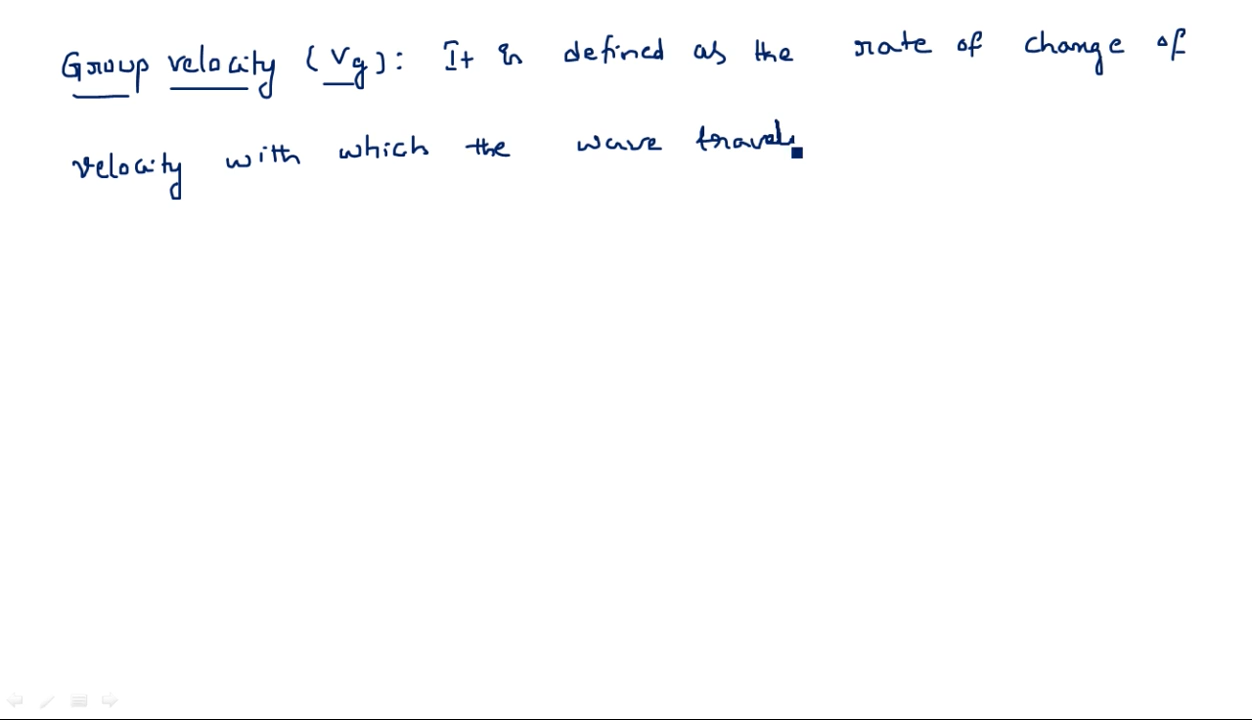 Group velocity (Vg): It is defined as the rate of change of
velocity with which the wave travels